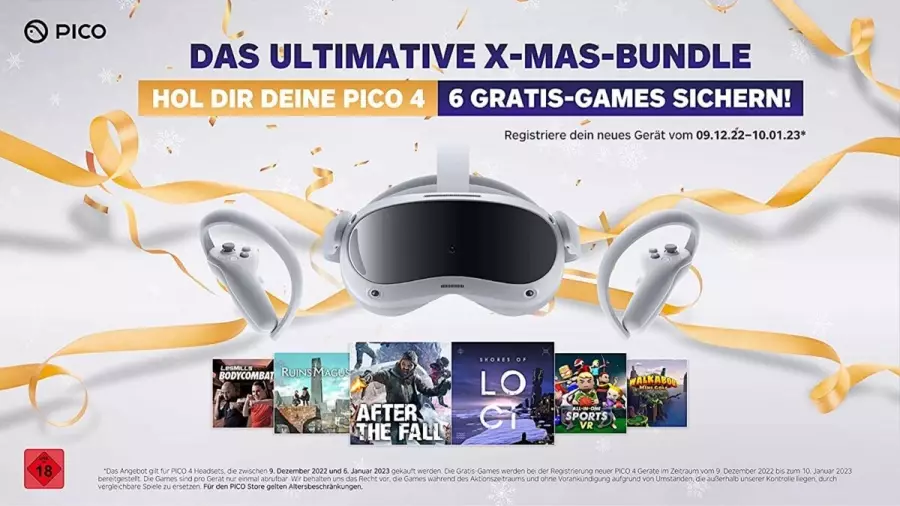 PICO
DAS ULTIMATIVE X-MAS-BUNDLE
HOL DIR DEINE PICO 4 6 GRATIS-GAMES SICHERN!
Registriere dein neues Gerät vom 09.12.22–10.01.23*
LESMILLS
BODYCOMBAT
RUINSMAGUS
AFTER
THE FALL
SHORES OF
LO
CI
ALL-IN-ONE
SPORTS
VR
WALKABOUT
MINI GOLF
18
*Das Angebot gilt für PICO 4 Headsets, die zwischen 9. Dezember 2022 und 6. Januar 2023 gekauft werden. Die Gratis-Games werden bei der Registrierung neuer PICO 4 Geräte im Zeitraum vom 9. Dezember 2022 bis zum 10. Januar 2023
bereitgestellt. Die Games sind pro Gerät nur einmal abrufbar. Wir behalten uns das Recht vor, die Games während des Aktionszeitraums und ohne Vorankündigung aufgrund von Umständen, die außerhalb unserer Kontrolle liegen, durch
vergleichbare Spiele zu ersetzen. Für den PICO Store gelten Altersbeschränkungen.